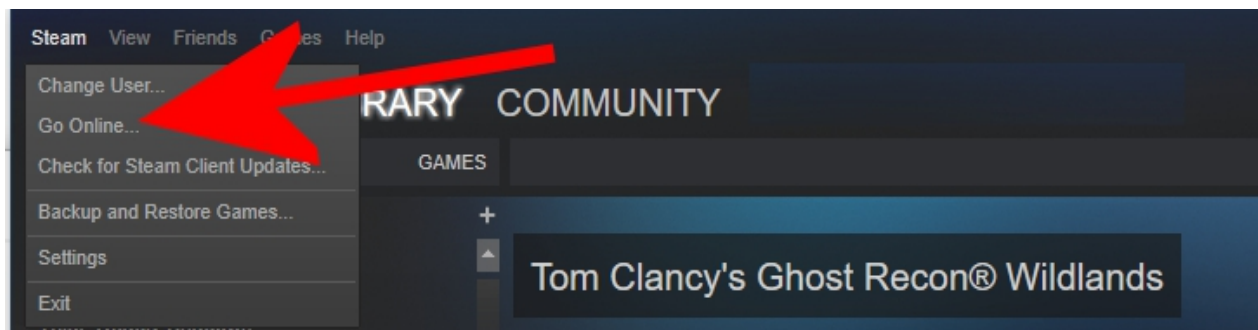 Steam View Friends Games Help
Change User...
RARY COMMUNITY
Go Online...
Check for Steam Client Updates...
GAMES
Backup and Restore Games...
+
Settings
Tom Clancy's Ghost Recon® Wildlands
Exit